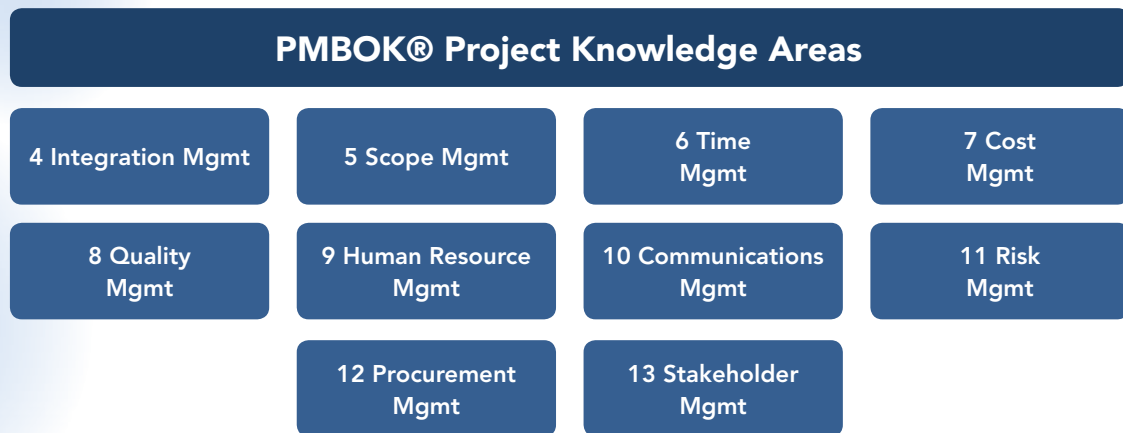 PMBOK® Project Knowledge Areas
4 Integration Mgmt
5 Scope Mgmt
6 Time
Mgmt
7 Cost
Mgmt
8 Quality
Mgmt
9 Human Resource
Mgmt
10 Communications
Mgmt
11 Risk
Mgmt
12 Procurement
Mgmt
13 Stakeholder
Mgmt